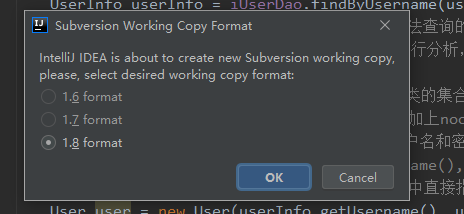 UserInfo userInfo = iUserDao.findByUsername(us
Subversion Working Copy Format
法查询的
IntelliJ IDEA is about to create new Subversion working copy,
please, select desired working copy format:
行分析,
1.6 format
类的集合
1.7 format
加上noo
1.8 format
户名和密
name(),
OK
Cancel
中直接指
User user = new User(userInfo.getUsername(), u